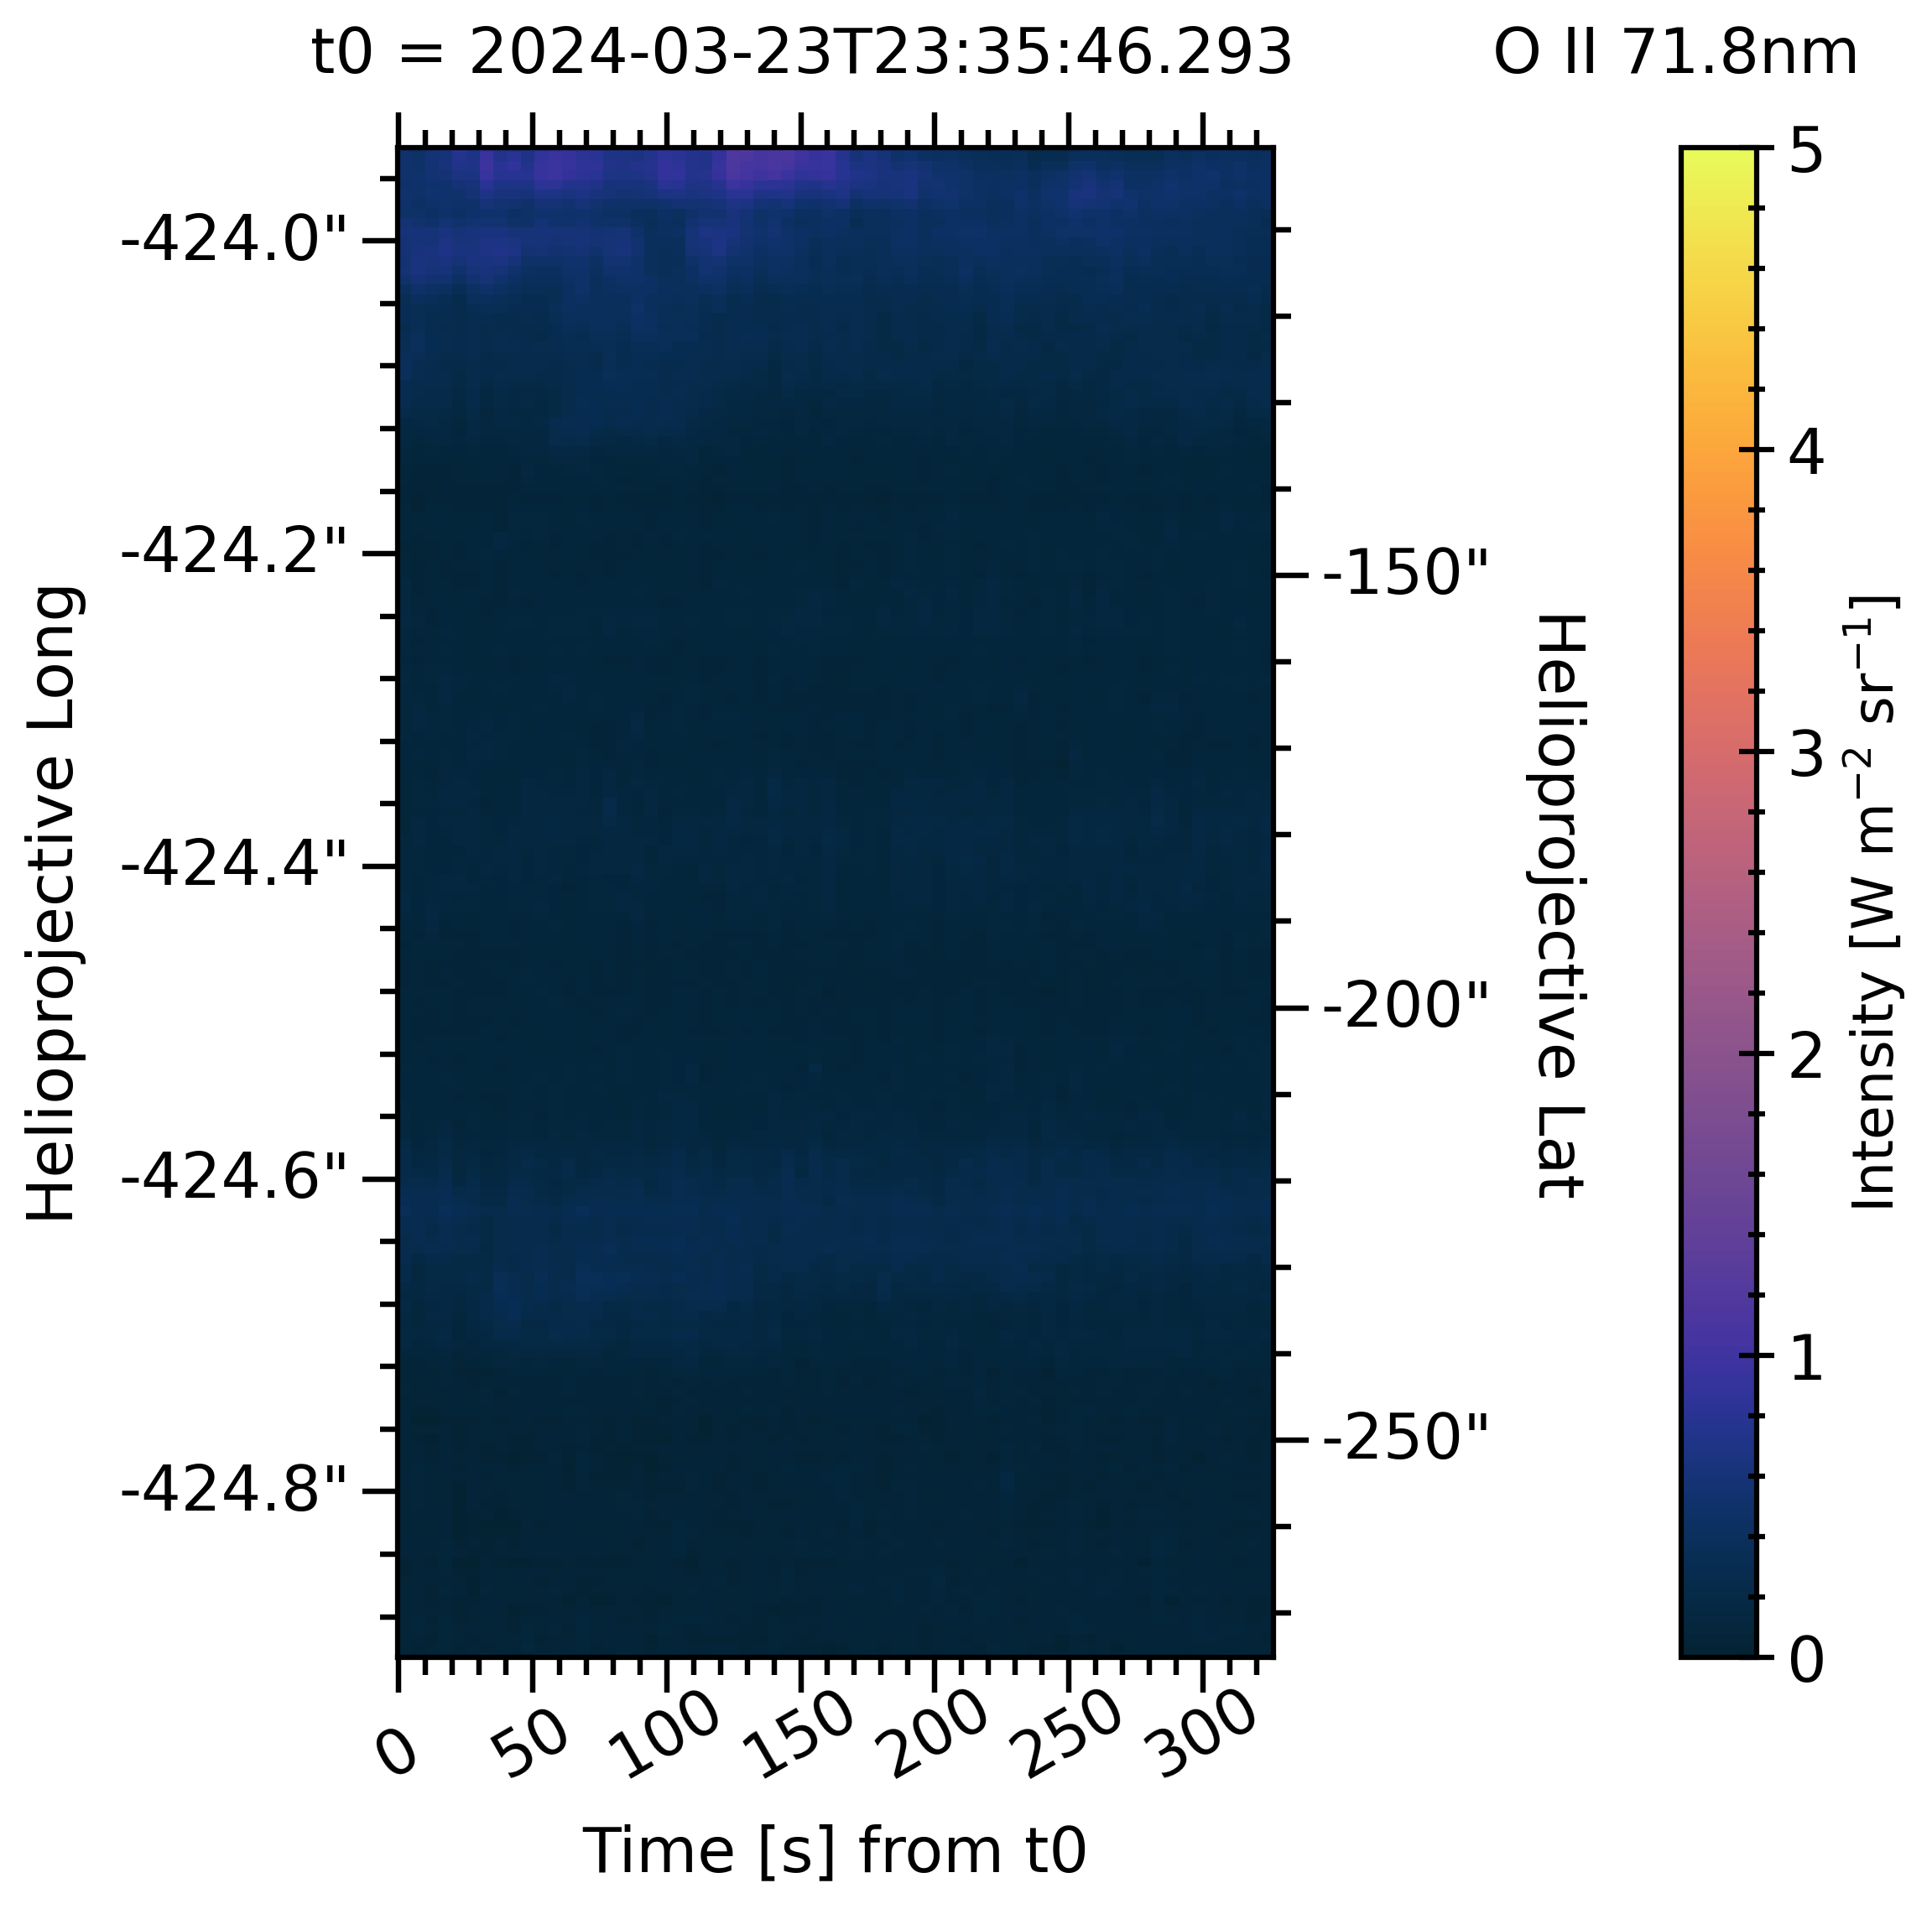 t0 = 2024-03-23T23:35:46.293
O II 71.8nm
Helioprojective Long
-424.0"
-424.2"
-424.4"
-424.6"
-424.8"
-150"
-200"
-250"
Helioprojective Lat
5
4
3
2
1
0
Intensity [W m⁻² sr⁻¹]
0 50 100 150 200 250 300
Time [s] from t0